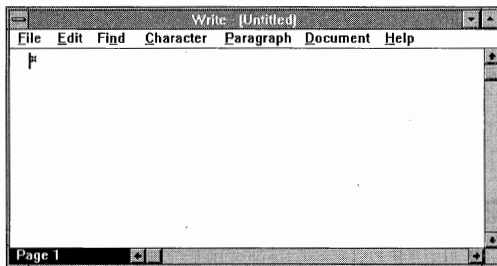 Write - [Untitled]
File Edit Find Character Paragraph Document Help
¤
Page 1